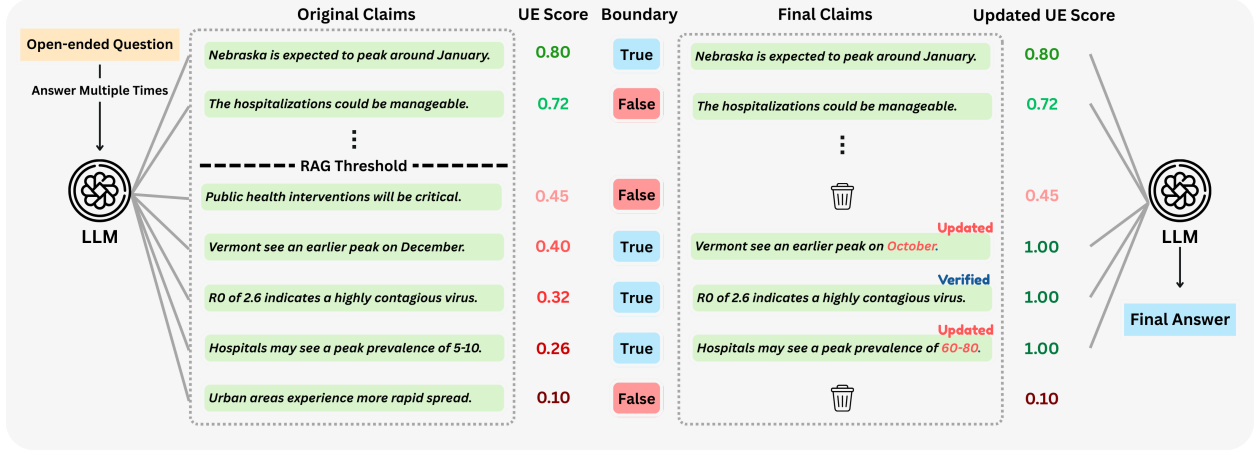 Original Claims UE Score Boundary Final Claims Updated UE Score
Open-ended Question
Answer Multiple Times
LLM
Nebraska is expected to peak around January. 0.80 True Nebraska is expected to peak around January. 0.80
The hospitalizations could be manageable. 0.72 False The hospitalizations could be manageable. 0.72
RAG Threshold
Public health interventions will be critical. 0.45 False 0.45
Updated
Vermont see an earlier peak on December. 0.40 True Vermont see an earlier peak on October. 1.00
Verified
R0 of 2.6 indicates a highly contagious virus. 0.32 True R0 of 2.6 indicates a highly contagious virus. 1.00
Updated
Hospitals may see a peak prevalence of 5-10. 0.26 True Hospitals may see a peak prevalence of 60-80. 1.00
Urban areas experience more rapid spread. 0.10 False 0.10
LLM
Final Answer